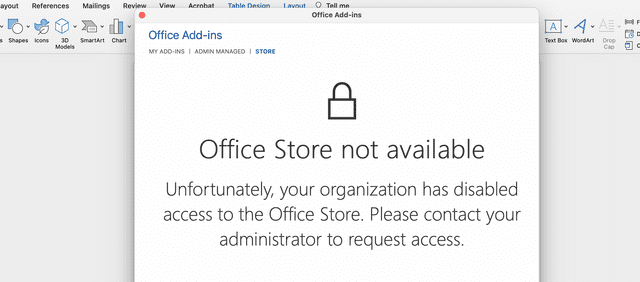 ayout References Mailings Review View Acrobat Table Design Layout Tell me
Office Add-ins
Shapes Icons 3D Models SmartArt Chart
Text Box WordArt Drop Cap
Office Add-ins
MY ADD-INS | ADMIN MANAGED | STORE
Office Store not available
Unfortunately, your organization has disabled
access to the Office Store. Please contact your
administrator to request access.